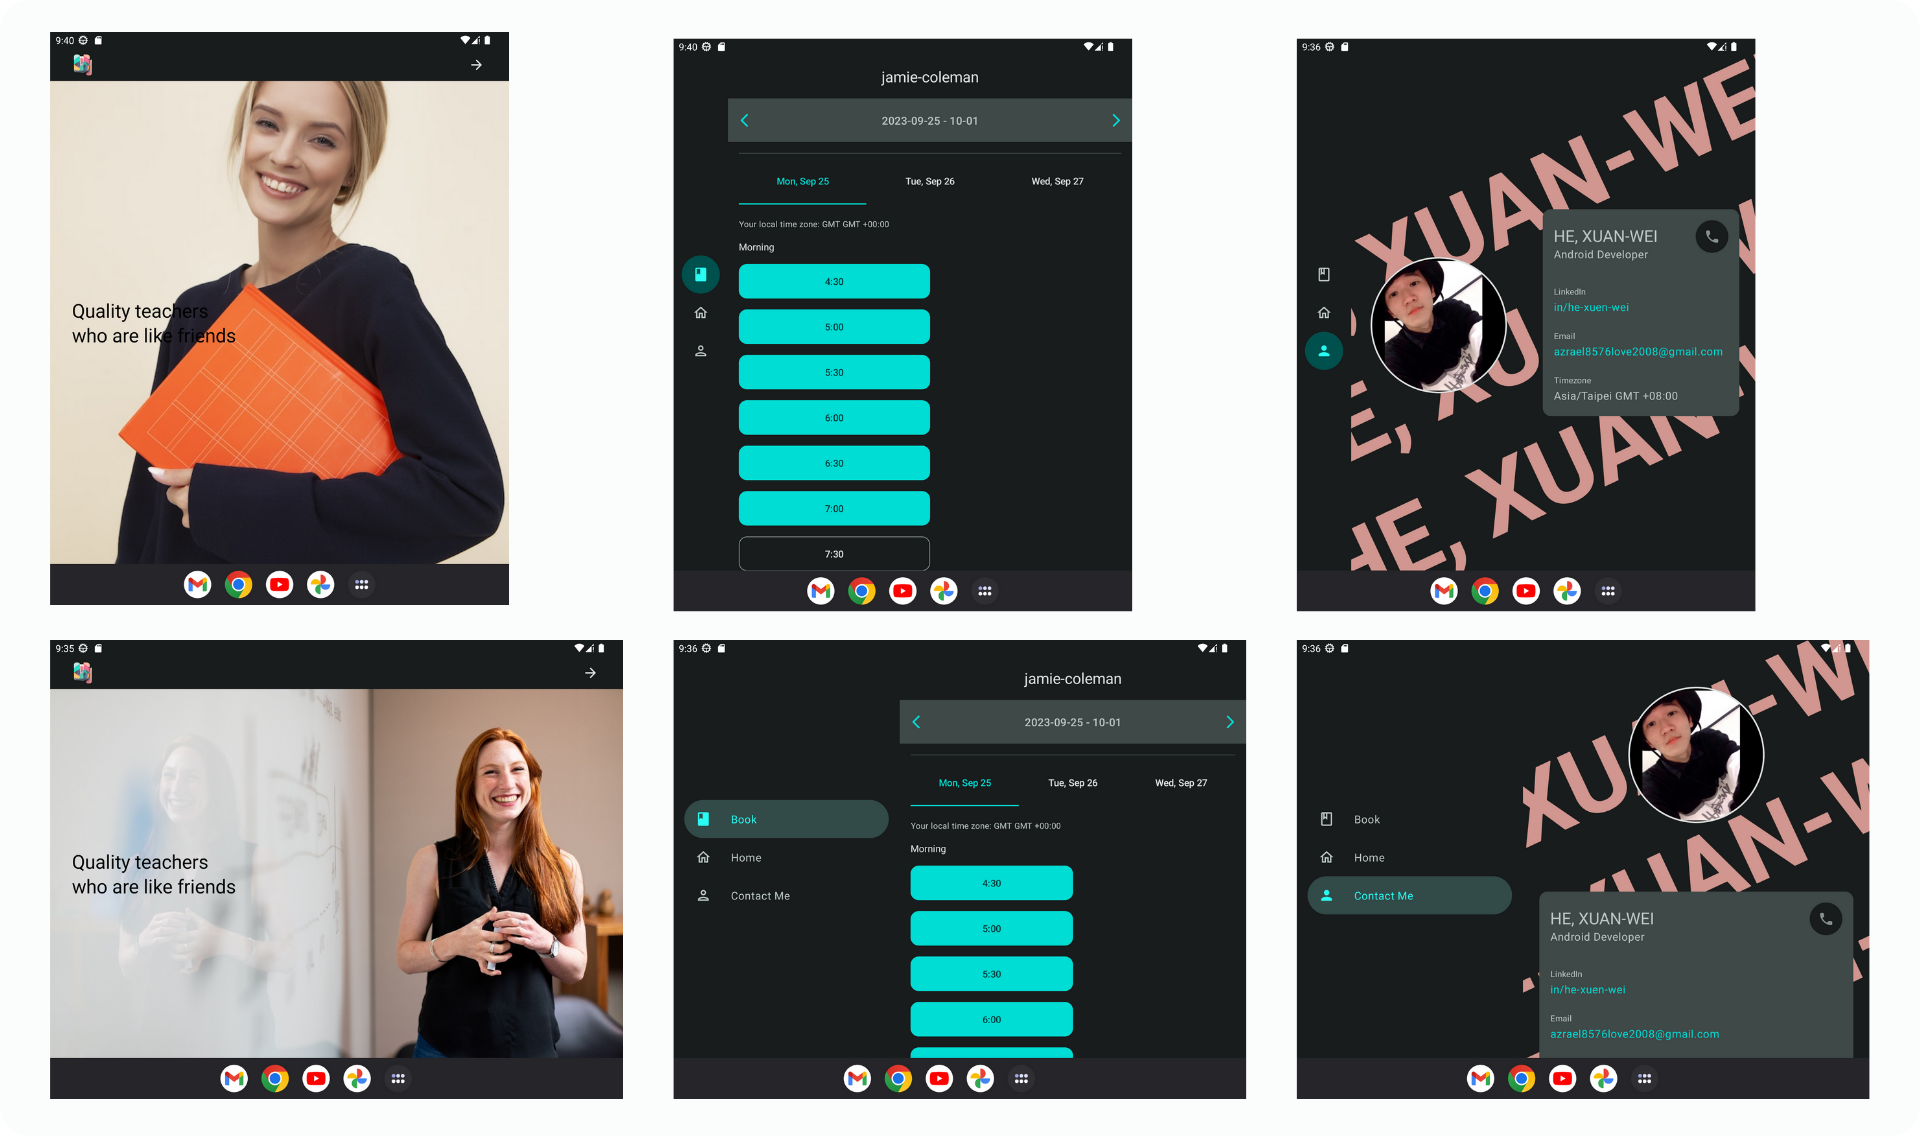 9:40
Quality teachers
who are like friends
9:40
jamie-coleman
2023-09-25 - 10-01
Mon, Sep 25
Tue, Sep 26
Wed, Sep 27
Your local time zone: GMT GMT +00:00
Morning
4:30
5:00
5:30
6:00
6:30
7:00
7:30
9:36
XUAN-WE
HE, XUAN-WEI
Android Developer
LinkedIn
in/he-xuen-wei
Email
azrael8576love2008@gmail.com
Timezone
Asia/Taipei GMT +08:00
E, XU
HE, XUAN
9:35
Quality teachers
who are like friends
9:36
jamie-coleman
2023-09-25 - 10-01
Mon, Sep 25
Tue, Sep 26
Wed, Sep 27
Your local time zone: GMT GMT +00:00
Morning
Book
Home
Contact Me
4:30
5:00
5:30
6:00
9:36
XUAN-W
XUAN-W
Book
Home
Contact Me
HE, XUAN-WEI
Android Developer
LinkedIn
in/he-xuen-wei
Email
azrael8576love2008@gmail.com